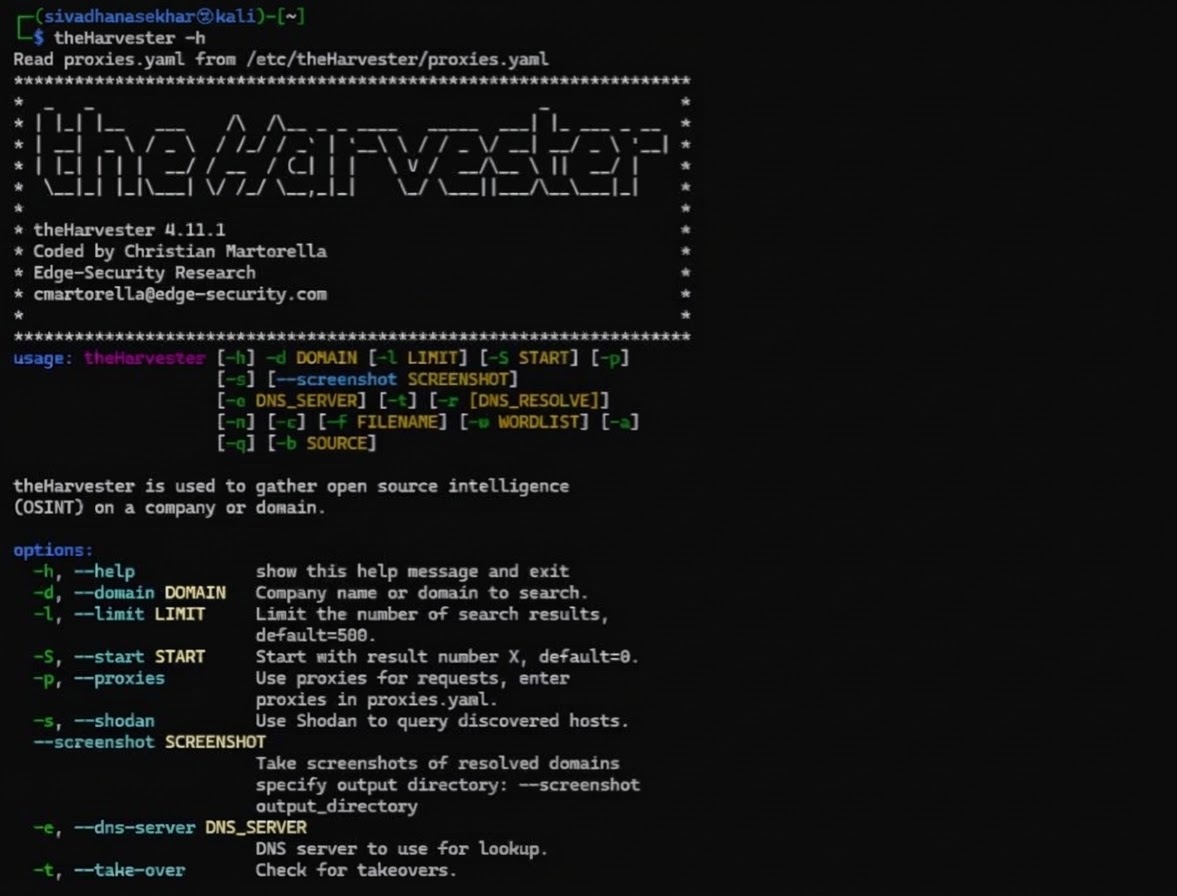 (sivadhanasekhar㉿kali)-[~]
$ theHarvester -h
Read proxies.yaml from /etc/theHarvester/proxies.yaml
*******************************************************************
theHarvester
* theHarvester 4.11.1 *
* Coded by Christian Martorella *
* Edge-Security Research *
* cmartorella@edge-security.com *
* *
*******************************************************************
usage: theHarvester [-h] -d DOMAIN [-l LIMIT] [-S START] [-p]
[-s] [--screenshot SCREENSHOT]
[-e DNS_SERVER] [-t] [-r [DNS_RESOLVE]]
[-n] [-c] [-f FILENAME] [-w WORDLIST] [-a]
[-q] [-b SOURCE]
theHarvester is used to gather open source intelligence
(OSINT) on a company or domain.
options:
-h, --help show this help message and exit
-d, --domain DOMAIN Company name or domain to search.
-l, --limit LIMIT Limit the number of search results,
default=500.
-S, --start START Start with result number X, default=0.
-p, --proxies Use proxies for requests, enter
proxies in proxies.yaml.
-s, --shodan Use Shodan to query discovered hosts.
--screenshot SCREENSHOT
Take screenshots of resolved domains
specify output directory: --screenshot
output_directory
-e, --dns-server DNS_SERVER
DNS server to use for lookup.
-t, --take-over Check for takeovers.